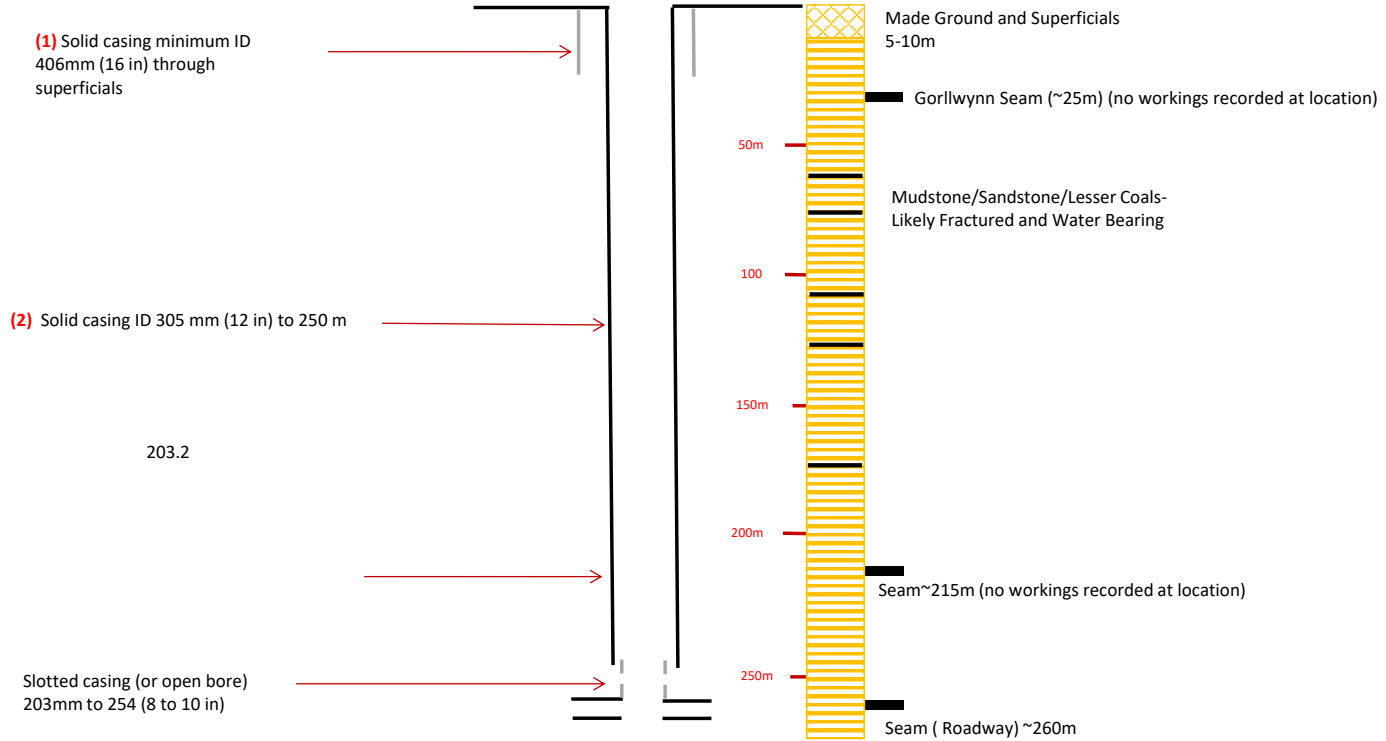 (1) Solid casing minimum ID
406mm (16 in) through
superficials
(2) Solid casing ID 305 mm (12 in) to 250 m
203.2
Slotted casing (or open bore)
203mm to 254 (8 to 10 in)
50m
100
150m
200m
250m
Made Ground and Superficials
5-10m
Gorllwynn Seam (~25m) (no workings recorded at location)
Mudstone/Sandstone/Lesser Coals-
Likely Fractured and Water Bearing
Seam~215m (no workings recorded at location)
Seam ( Roadway) ~260m